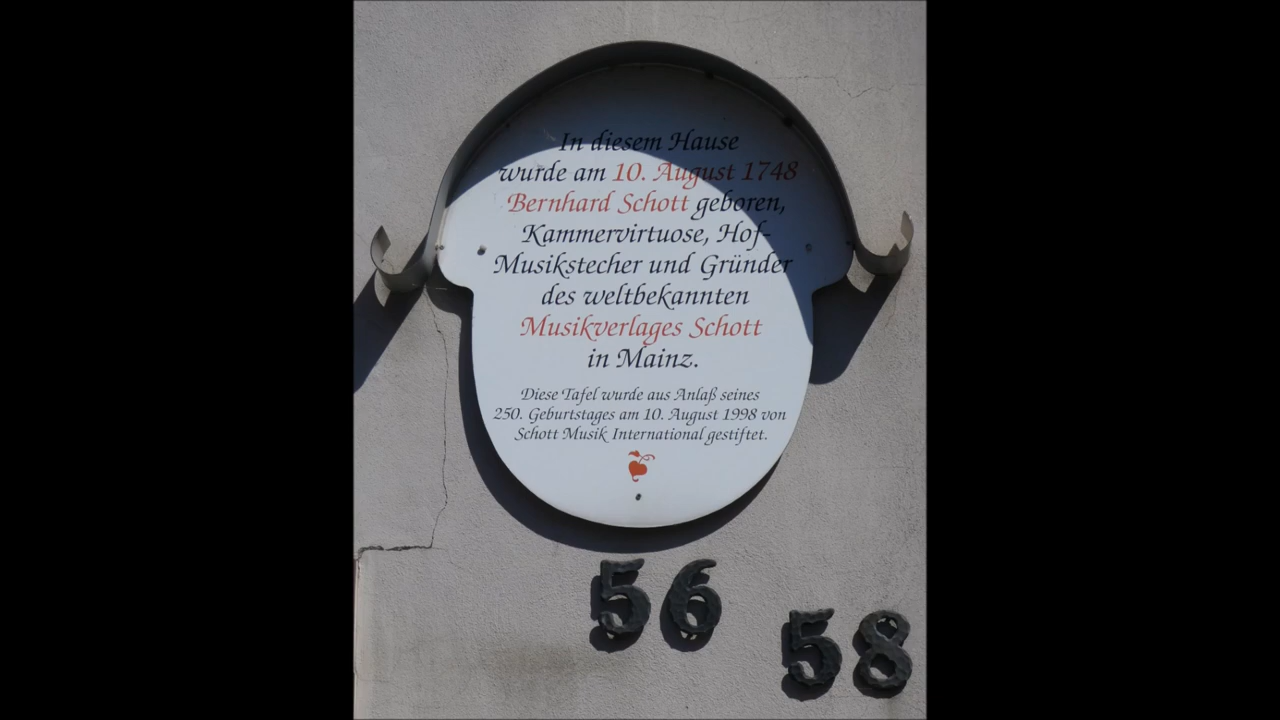 In diesem Hause
wurde am 10. August 1748
Bernhard Schott geboren,
Kammervirtuose, Hof-
Musikstecher und Gründer
des weltbekannten
Musikverlages Schott
in Mainz.
Diese Tafel wurde aus Anlaß seines
250. Geburtstages am 10. August 1998 von
Schott Musik International gestiftet.
56
58